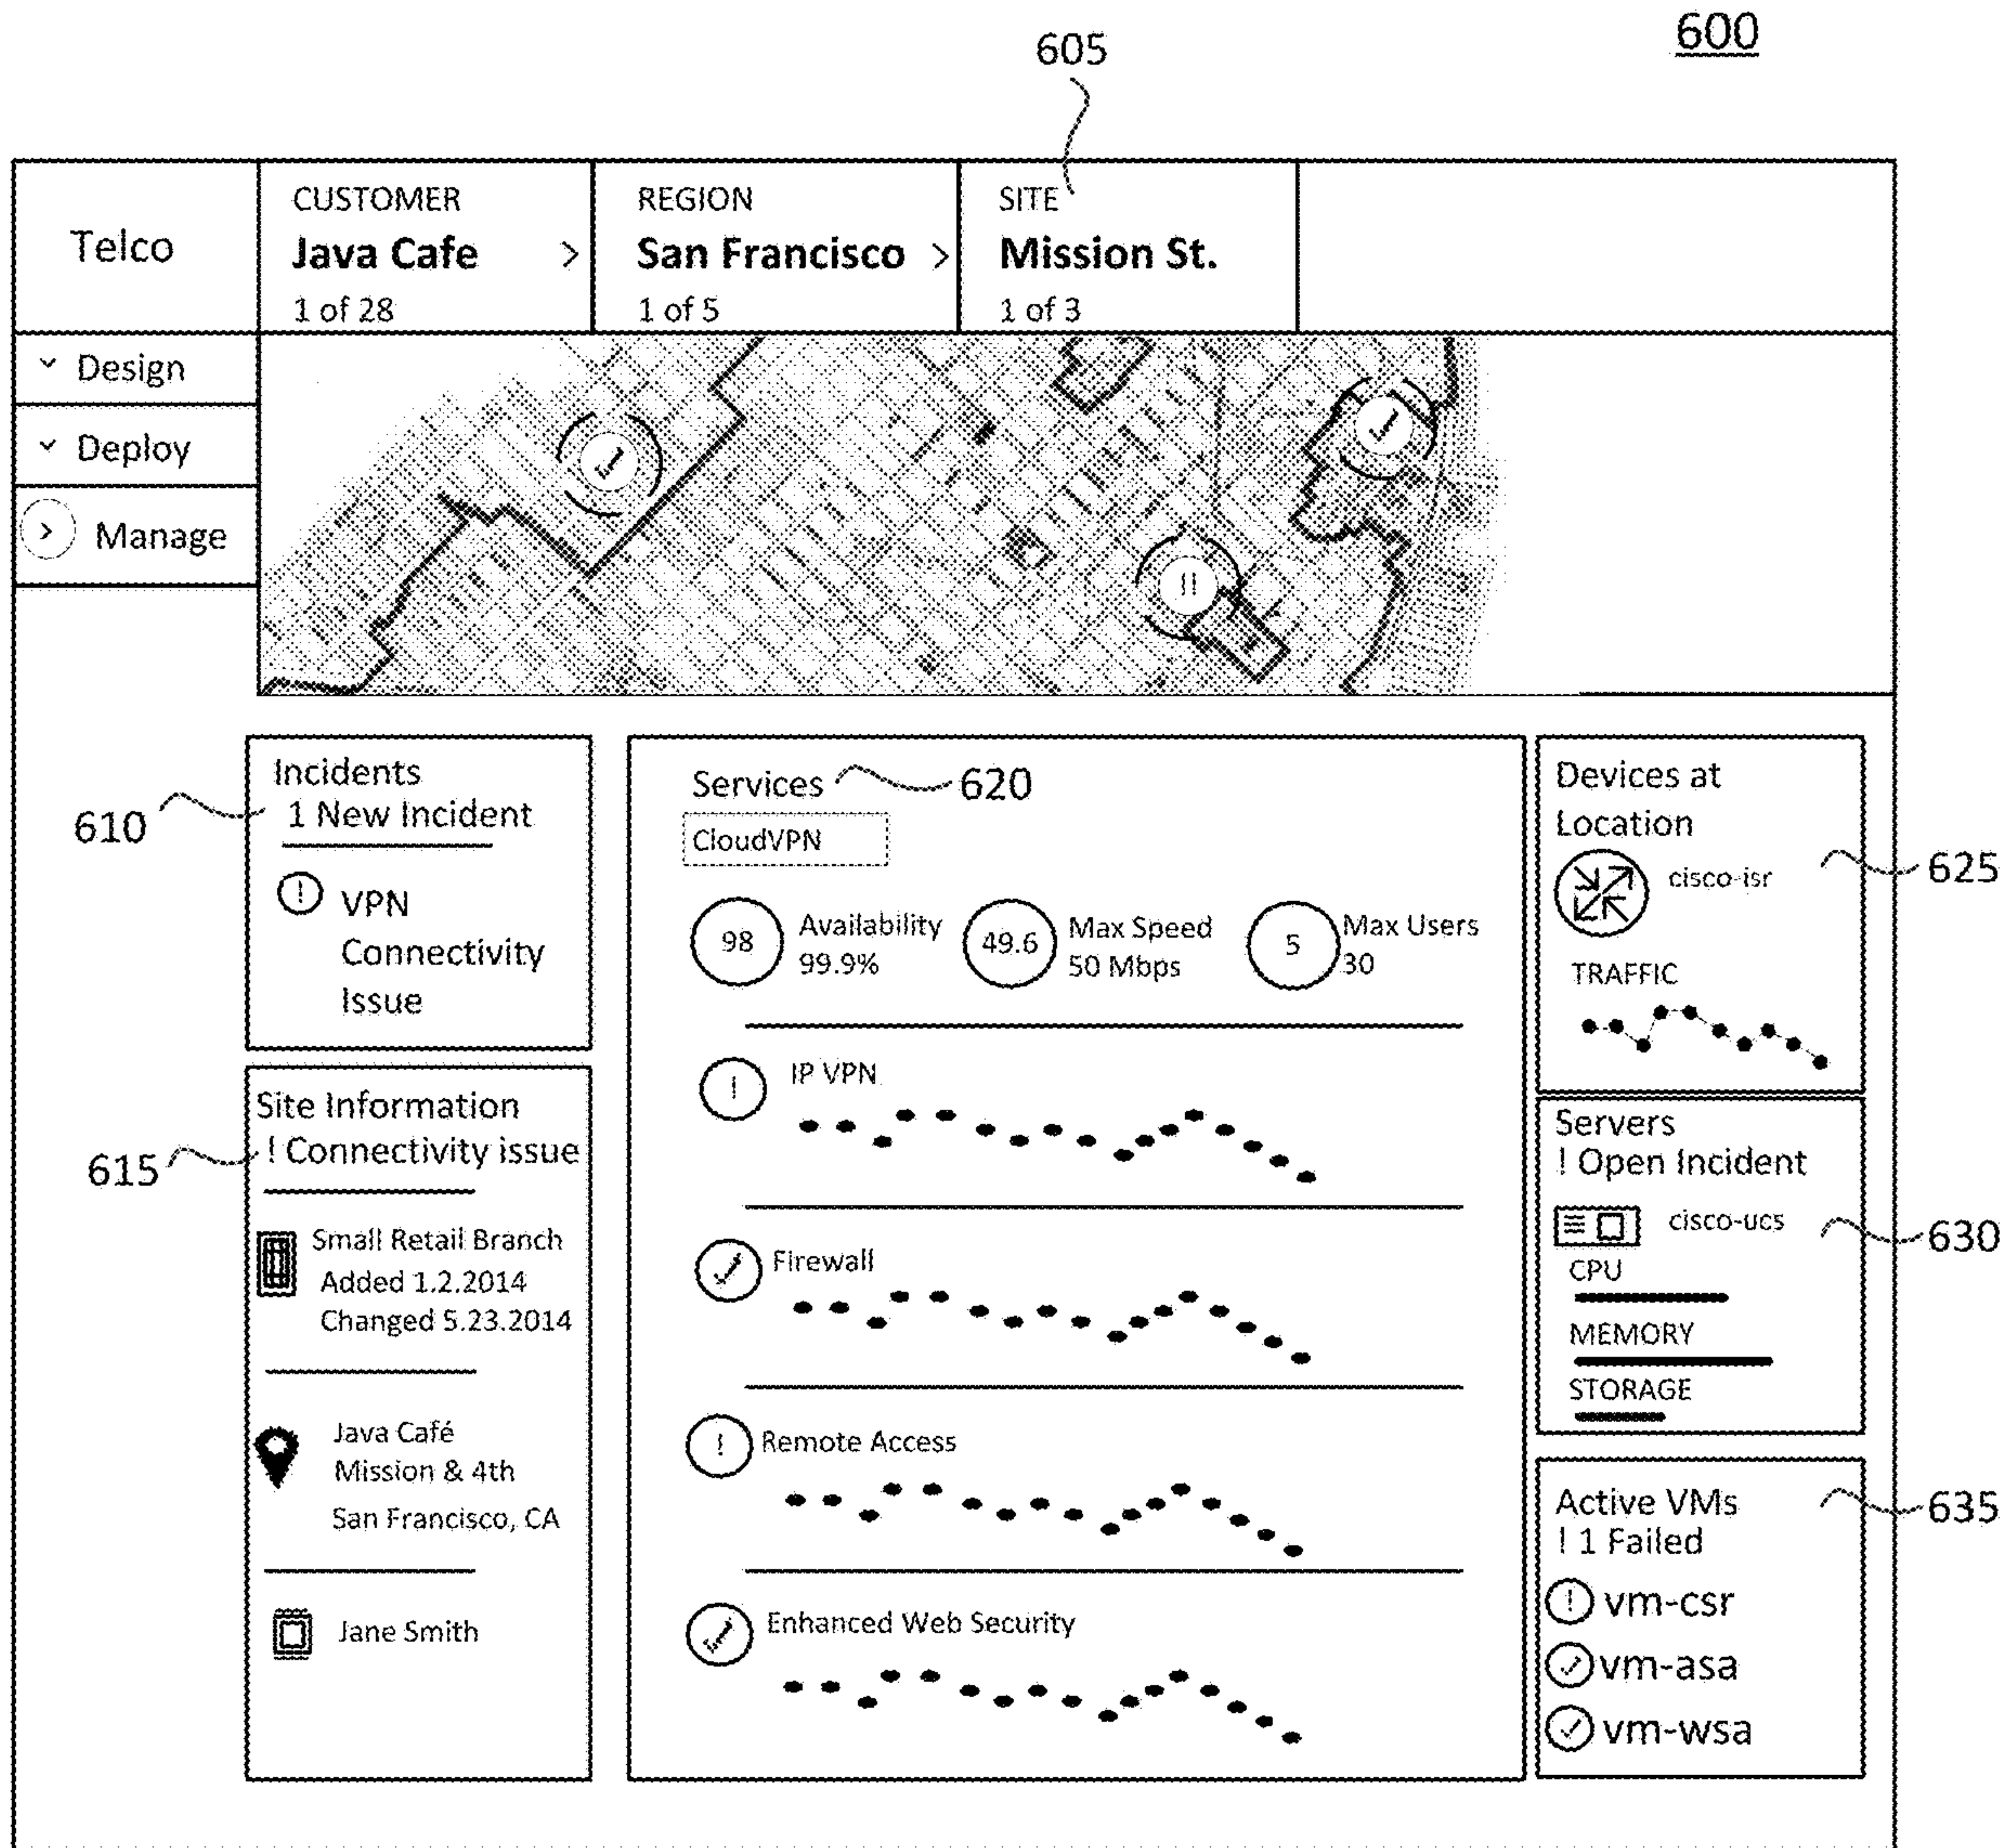 600
605
Telco
CUSTOMER
Java Cafe >
1 of 28
REGION
San Francisco >
1 of 5
SITE
Mission St.
1 of 3
Design
Deploy
> Manage
!!
610
Incidents
1 New Incident
! VPN
Connectivity
Issue
615
Site Information
! Connectivity issue
Small Retail Branch
Added 1.2.2014
Changed 5.23.2014
Java Café
Mission & 4th
San Francisco, CA
Jane Smith
Services
620
CloudVPN
98
Availability
99.9%
49.6
Max Speed
50 Mbps
5
Max Users
30
! IP VPN
Firewall
! Remote Access
Enhanced Web Security
Devices at
Location
625
cisco-isr
TRAFFIC
Servers
! Open Incident
cisco-ucs
630
CPU
MEMORY
STORAGE
Active VMs
635
! 1 Failed
! vm-csr
vm-asa
vm-wsa